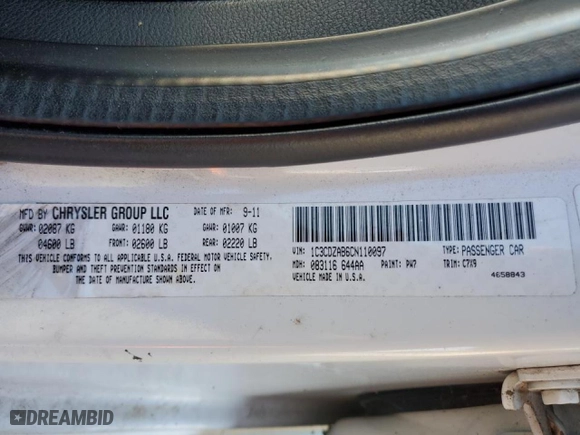 MFD BY CHRYSLER GROUP LLC DATE OF MFR: 9-11
GVWR: 02087 KG GAWR: 01180 KG GAWR: 01007 KG
04600 LB FRONT: 02600 LB REAR: 02220 LB
THIS VEHICLE CONFORMS TO ALL APPLICABLE U.S.A. FEDERAL MOTOR VEHICLE SAFETY,
BUMPER AND THEFT PREVENTION STANDARDS IN EFFECT ON
THE DATE OF MANUFACTURE SHOWN ABOVE.
VIN: 1C3CDZAB6CN110097 TYPE: PASSENGER CAR
MDH: 083116 644AA PAINT: PW7 TRIM: C7X9
VEHICLE MADE IN U.S.A. 4658843
DREAMBID